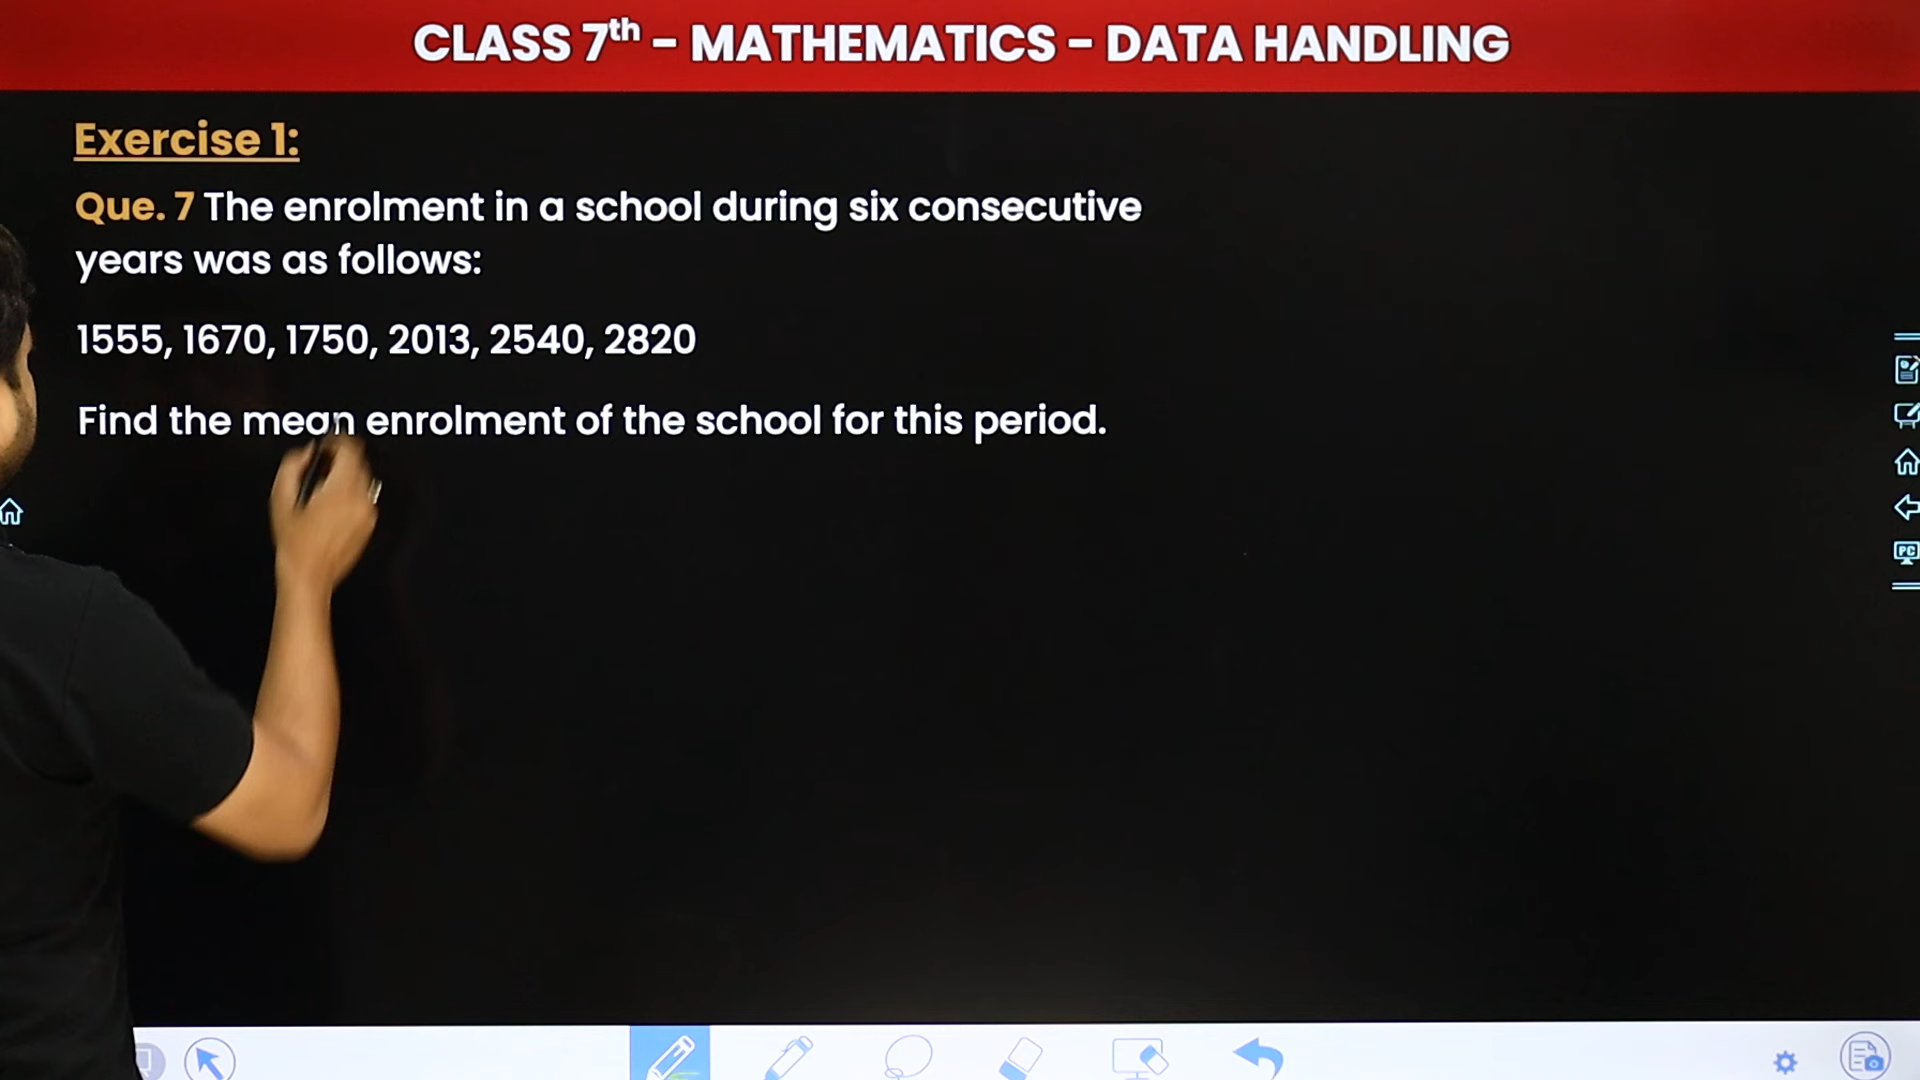 CLASS 7th - MATHEMATICS - DATA HANDLING
Exercise 1:
Que. 7 The enrolment in a school during six consecutive
years was as follows:
1555, 1670, 1750, 2013, 2540, 2820
Find the mean enrolment of the school for this period.
PC